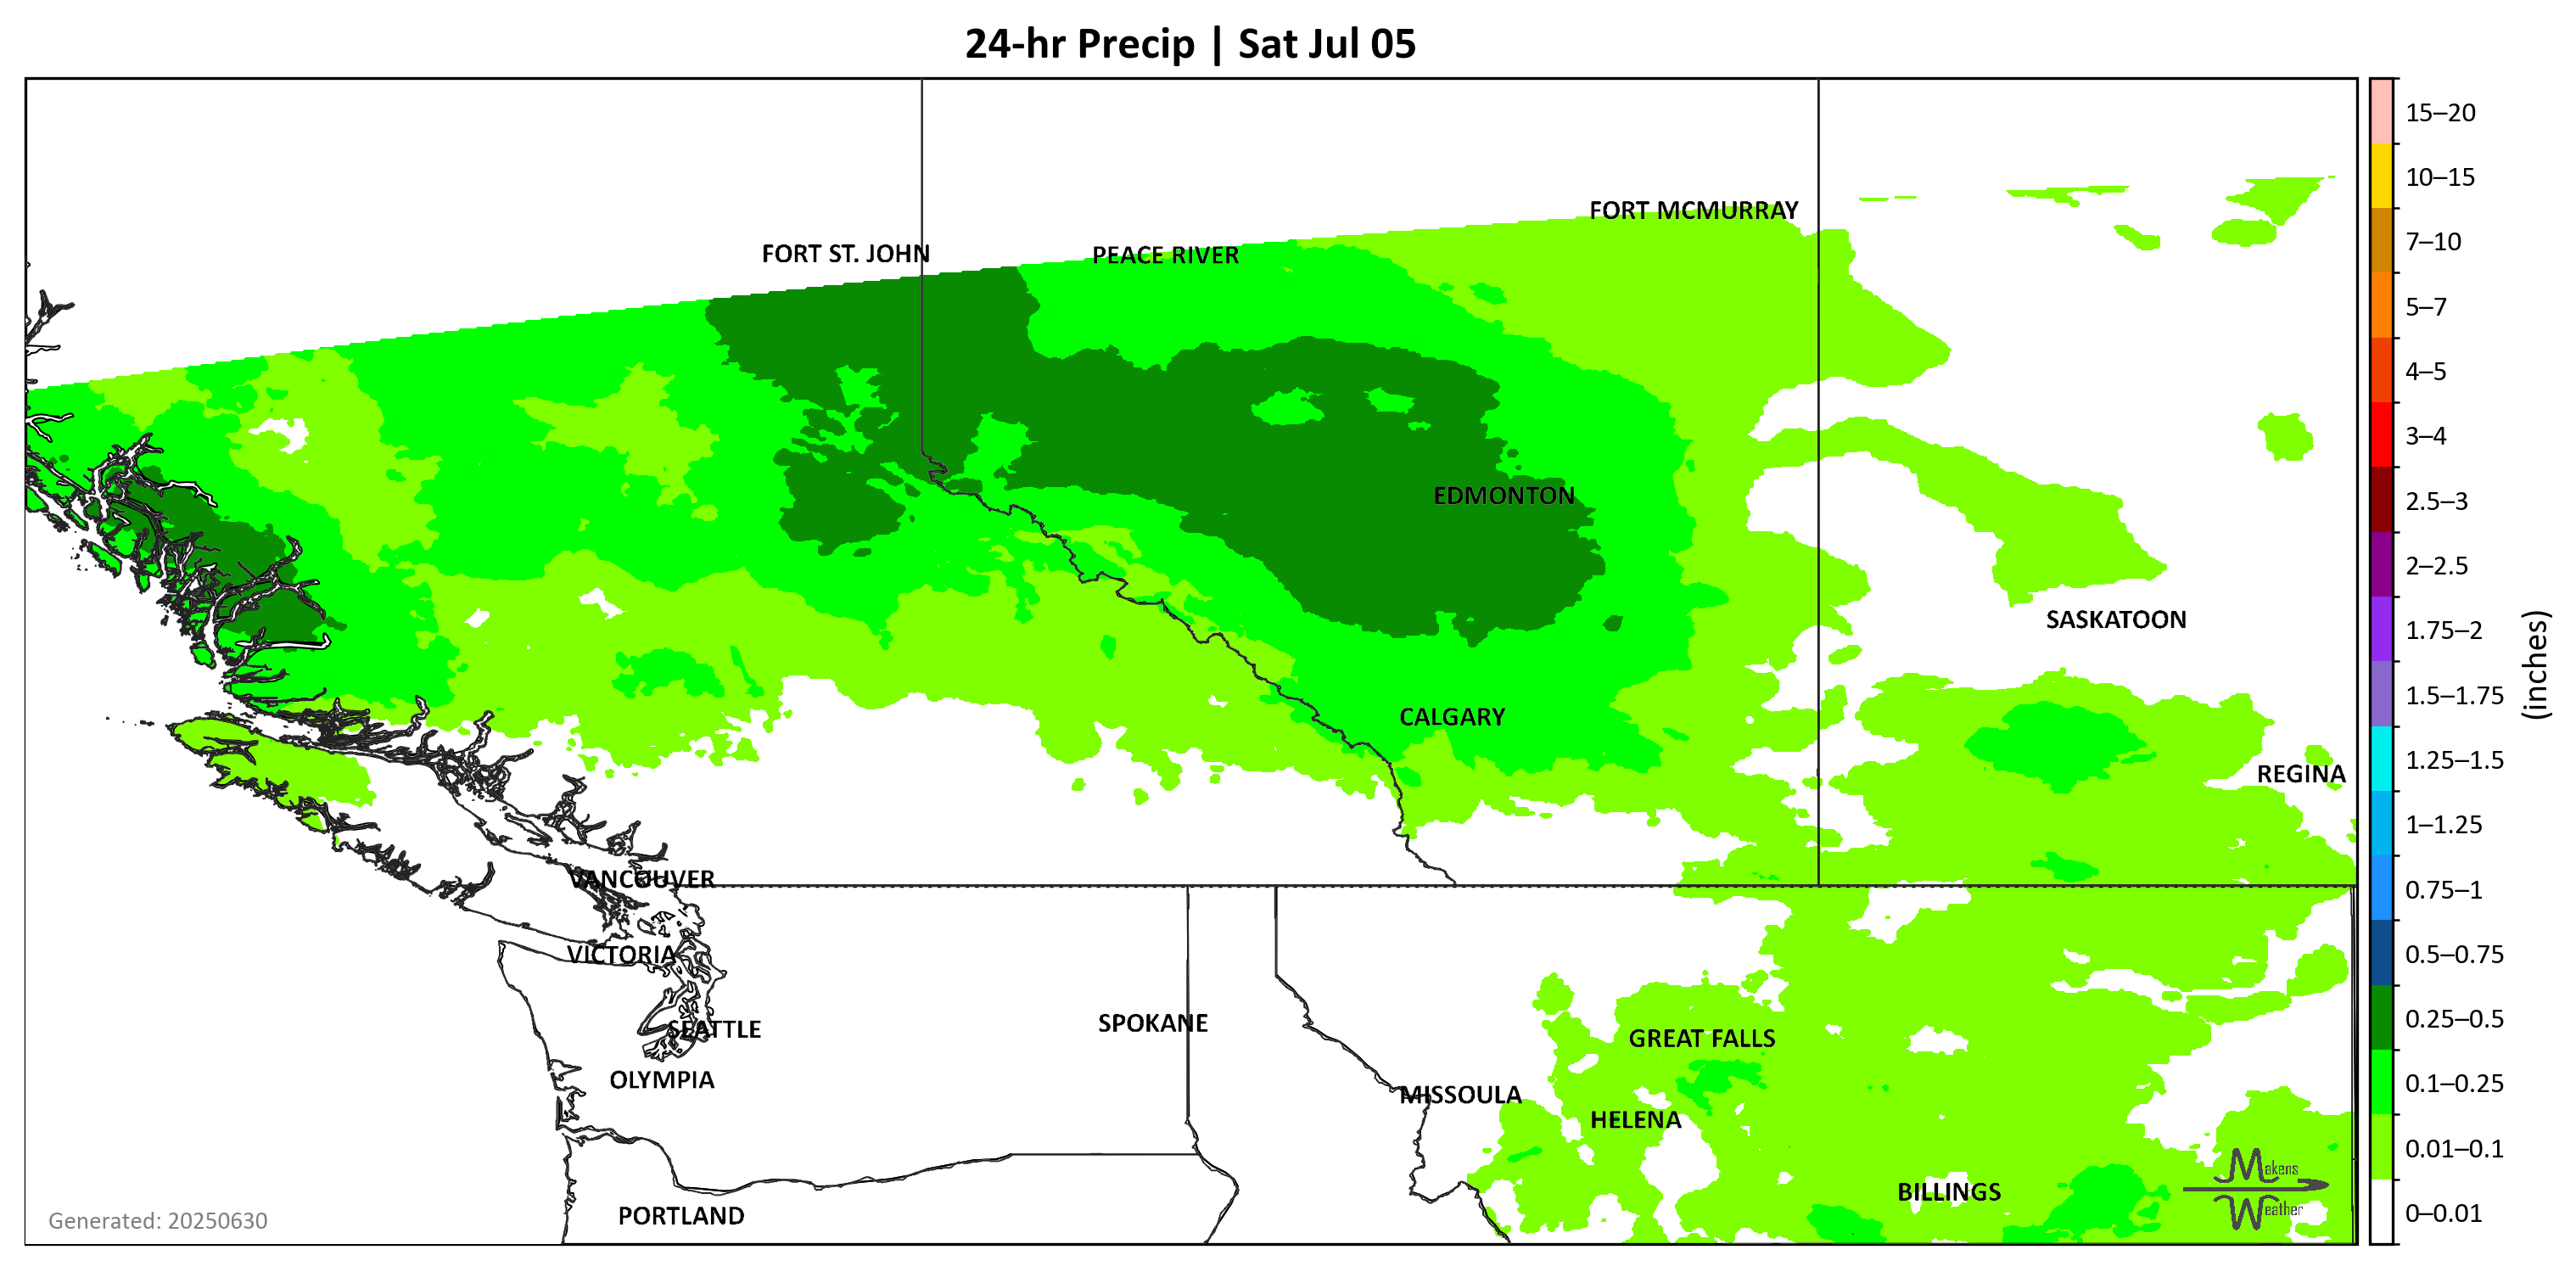 24-hr Precip | Sat Jul 05
15–20
10–15
FORT MCMURRAY
7–10
FORT ST. JOHN
PEACE RIVER
5–7
4–5
3–4
EDMONTON
2.5–3
2–2.5
SASKATOON
1.75–2
(inches)
1.5–1.75
CALGARY
1.25–1.5
REGINA
1–1.25
VANCOUVER
0.75–1
VICTORIA
0.5–0.75
SPOKANE
0.25–0.5
SEATTLE
GREAT FALLS
OLYMPIA
0.1–0.25
MISSOULA
HELENA
0.01–0.1
Makens
Weather
BILLINGS
PORTLAND
0–0.01
Generated: 20250630